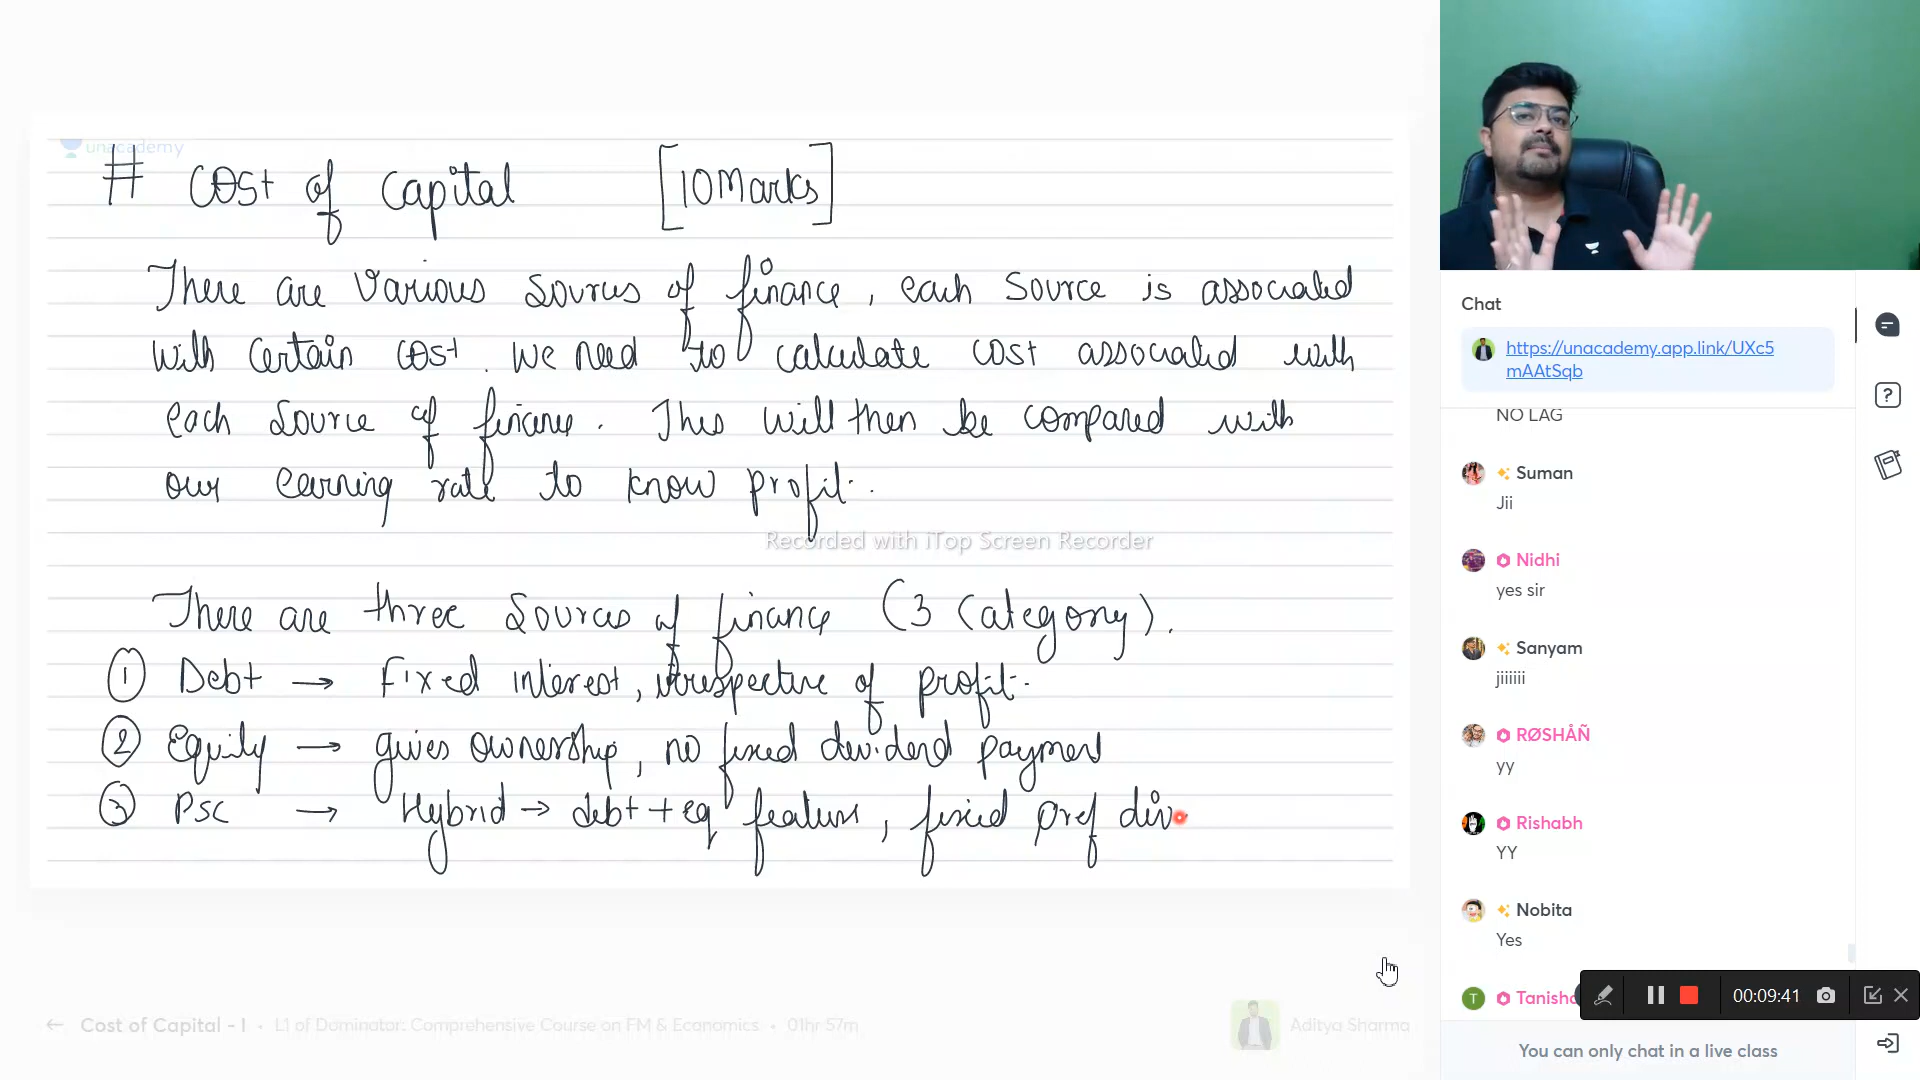 unacademy
# Cost of Capital [10 Marks]
There are various sources of finance, each source is associated
with certain cost. We need to calculate cost associated with
each source of finance. This will then be compared with
our earning rate to know profit.
Recorded with iTop Screen Recorder
There are three sources of finance (3 category).
① Debt → Fixed interest, irrespective of profit.
② Equity → gives ownership, no fixed dividend payment
③ PSC → Hybrid → debt + eq feature, fixed pref div
← Cost of Capital - I • L1 of Dominator: Comprehensive Course on FM & Economics • 01hr 57m
Aditya Sharma
Chat
https://unacademy.app.link/UXc5
mAAtSqb
NO LAG
Suman
Jii
Nidhi
yes sir
Sanyam
jiiiiii
RØSHÅÑ
yy
Rishabh
YY
Nobita
Yes
T Tanisha
00:09:41
You can only chat in a live class